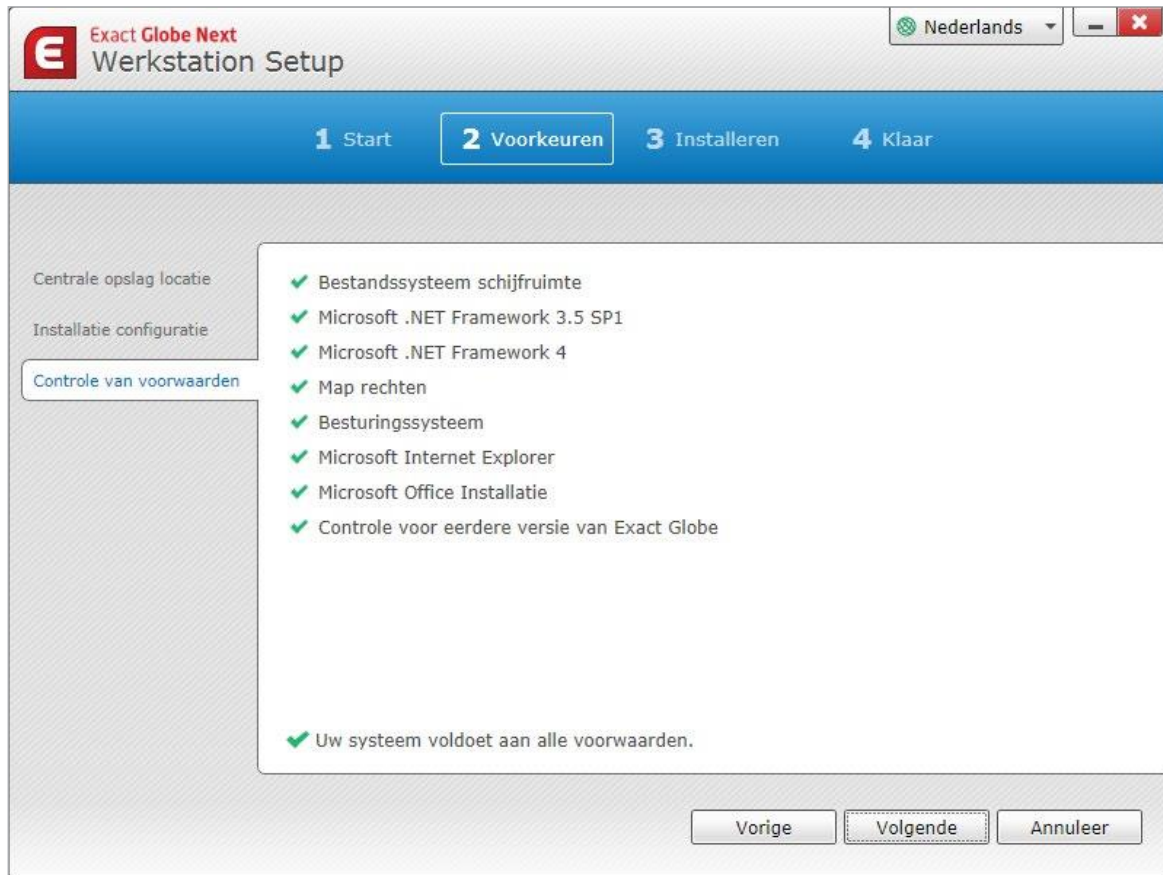 Exact Globe Next
Werkstation Setup
Nederlands
1 Start
2 Voorkeuren
3 Installeren
4 Klaar
Centrale opslag locatie
Installatie configuratie
Controle van voorwaarden
Bestandssysteem schijfruimte
Microsoft .NET Framework 3.5 SP1
Microsoft .NET Framework 4
Map rechten
Besturingssysteem
Microsoft Internet Explorer
Microsoft Office Installatie
Controle voor eerdere versie van Exact Globe
Uw systeem voldoet aan alle voorwaarden.
Vorige
Volgende
Annuleer